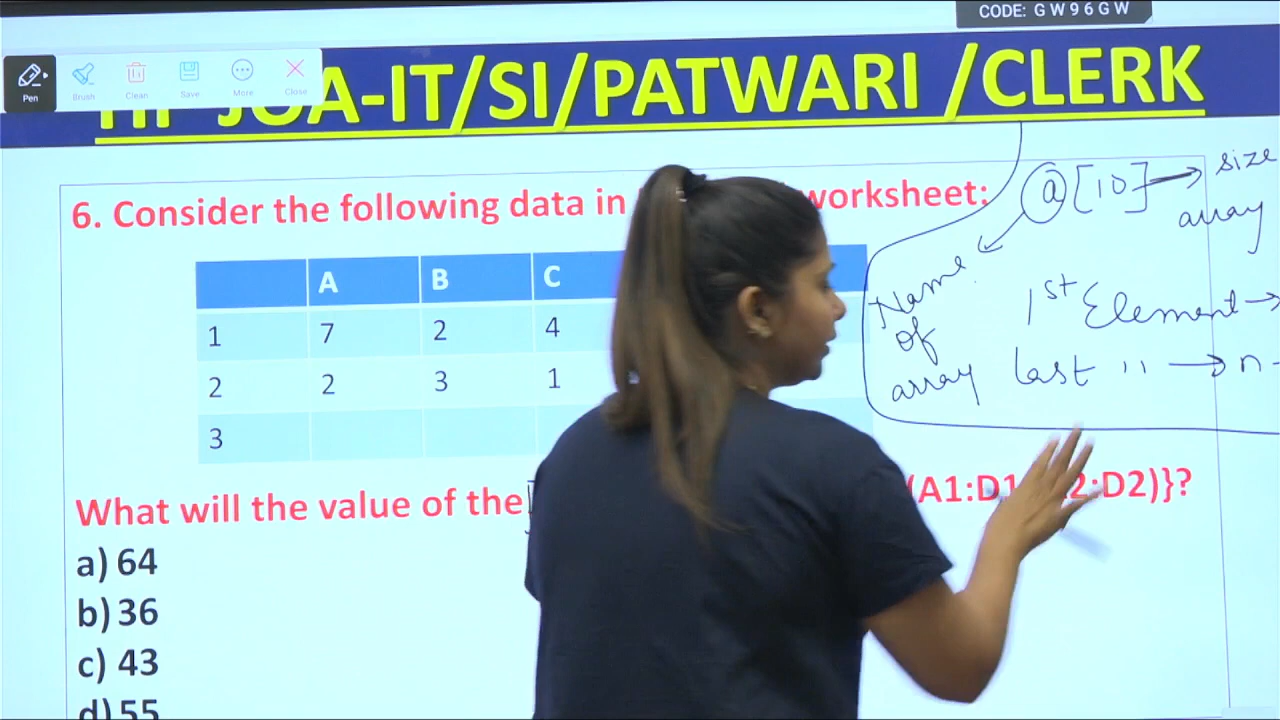 CODE: G W 9 6 G W
Pen Brush Clean Save More Close
JOA-IT/SI/PATWARI /CLERK
6. Consider the following data in worksheet:
A B C
1 7 2 4
2 2 3 1
3
What will the value of the (A1:D1 2:D2)}?
a) 64
b) 36
c) 43
d) 55
a [10] → size
array
Name
of
array
1st Element →
last 11 → n-